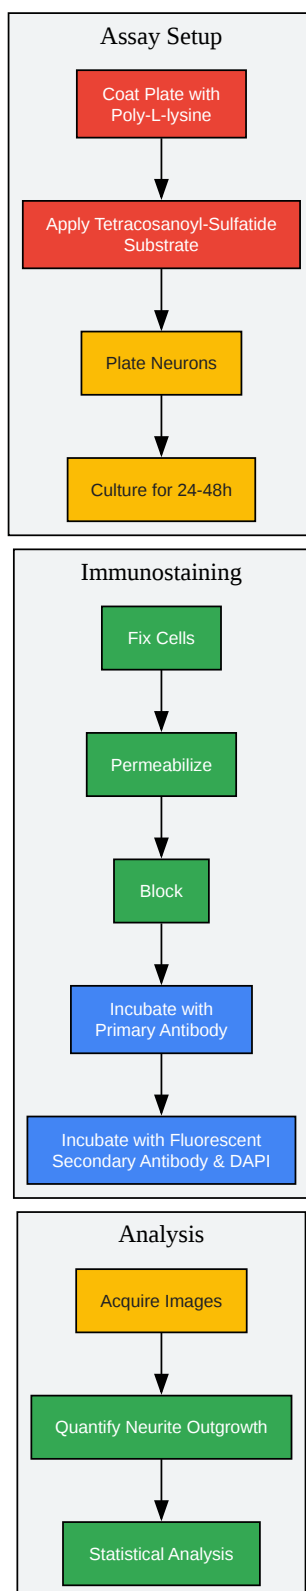 Assay Setup
Coat Plate with
Poly-L-lysine
Apply Tetracosanoyl-Sulfatide
Substrate
Plate Neurons
Culture for 24-48h
Immunostaining
Fix Cells
Permeabilize
Block
Incubate with
Primary Antibody
Incubate with Fluorescent
Secondary Antibody & DAPI
Analysis
Acquire Images
Quantify Neurite Outgrowth
Statistical Analysis